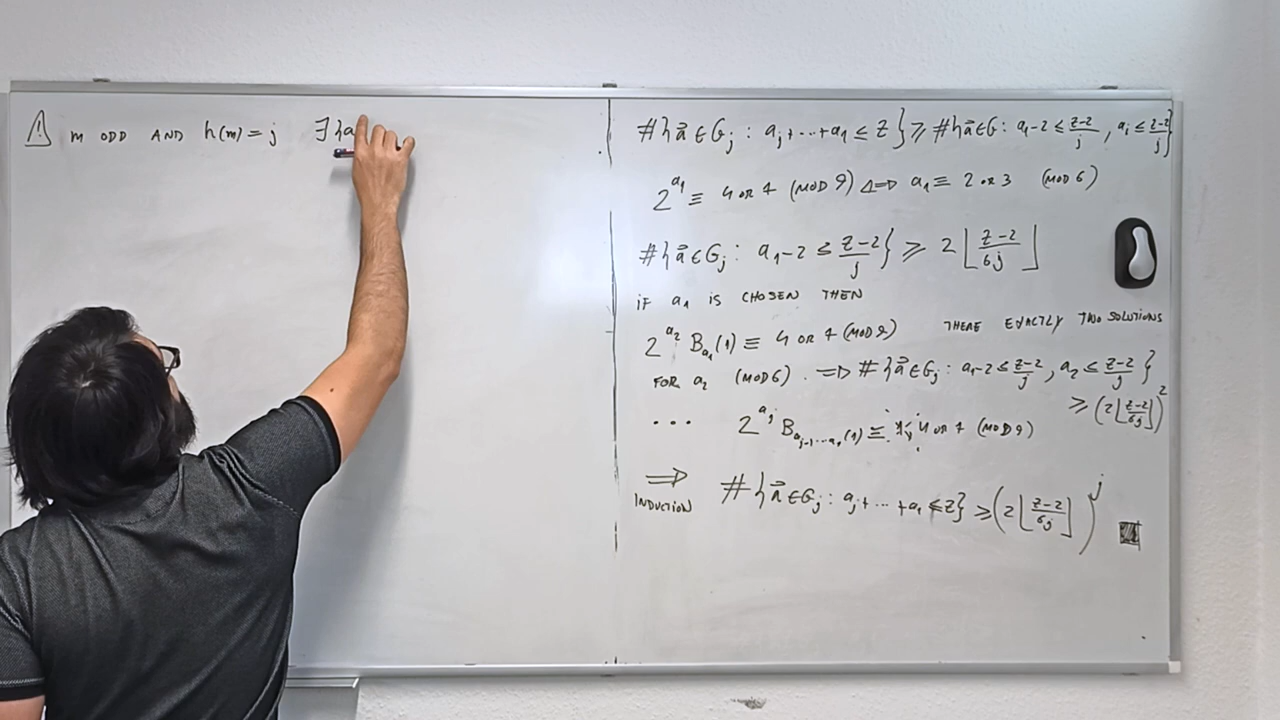 ⚠ m ODD AND h(m) = j ∃ {a
#{a⃗ ∈ G_j : a_j + ... + a_1 ≤ z} ≥ #{a⃗ ∈ G : a_1-2 ≤ (z-2)/j, a_i ≤ (z-2)/j}
2^{a_1} ≡ 4 OR 7 (MOD 9) ⇔ a_1 ≡ 2 OR 3 (MOD 6)
#{a⃗ ∈ G_j : a_1-2 ≤ (z-2)/j} ≥ 2⌊(z-2)/6j⌋
IF a_1 IS CHOSEN THEN
2^{a_2} B_{a_1}(1) ≡ 4 OR 7 (MOD 9) THERE EXACTLY TWO SOLUTIONS
FOR a_2 (MOD 6). ⇒ #{a⃗ ∈ G_j : a_1-2 ≤ (z-2)/j, a_2 ≤ (z-2)/j}
≥ (2⌊(z-2)/6j⌋)^2
... 2^{a_j} B_{a_{j-1}...a_1}(1) ≡ 4 OR 7 (MOD 9)
⇒ #{a⃗ ∈ G_j : a_j + ... + a_1 ≤ z} ≥ (2⌊(z-2)/6j⌋)^j
INDUCTION